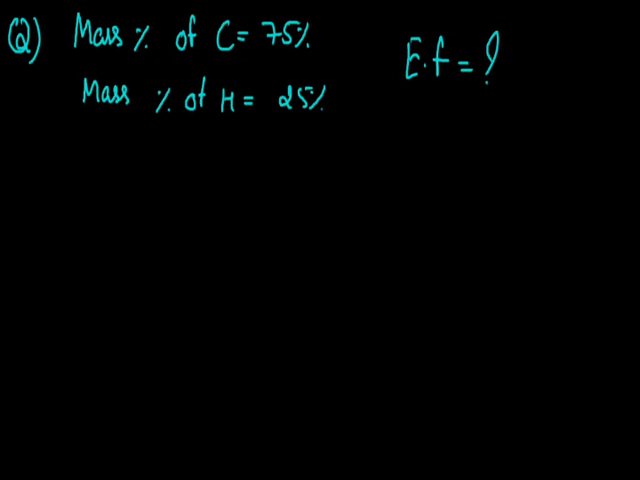 Q) Mass % of C = 75%
Mass % of H = 25%
E.f = ?